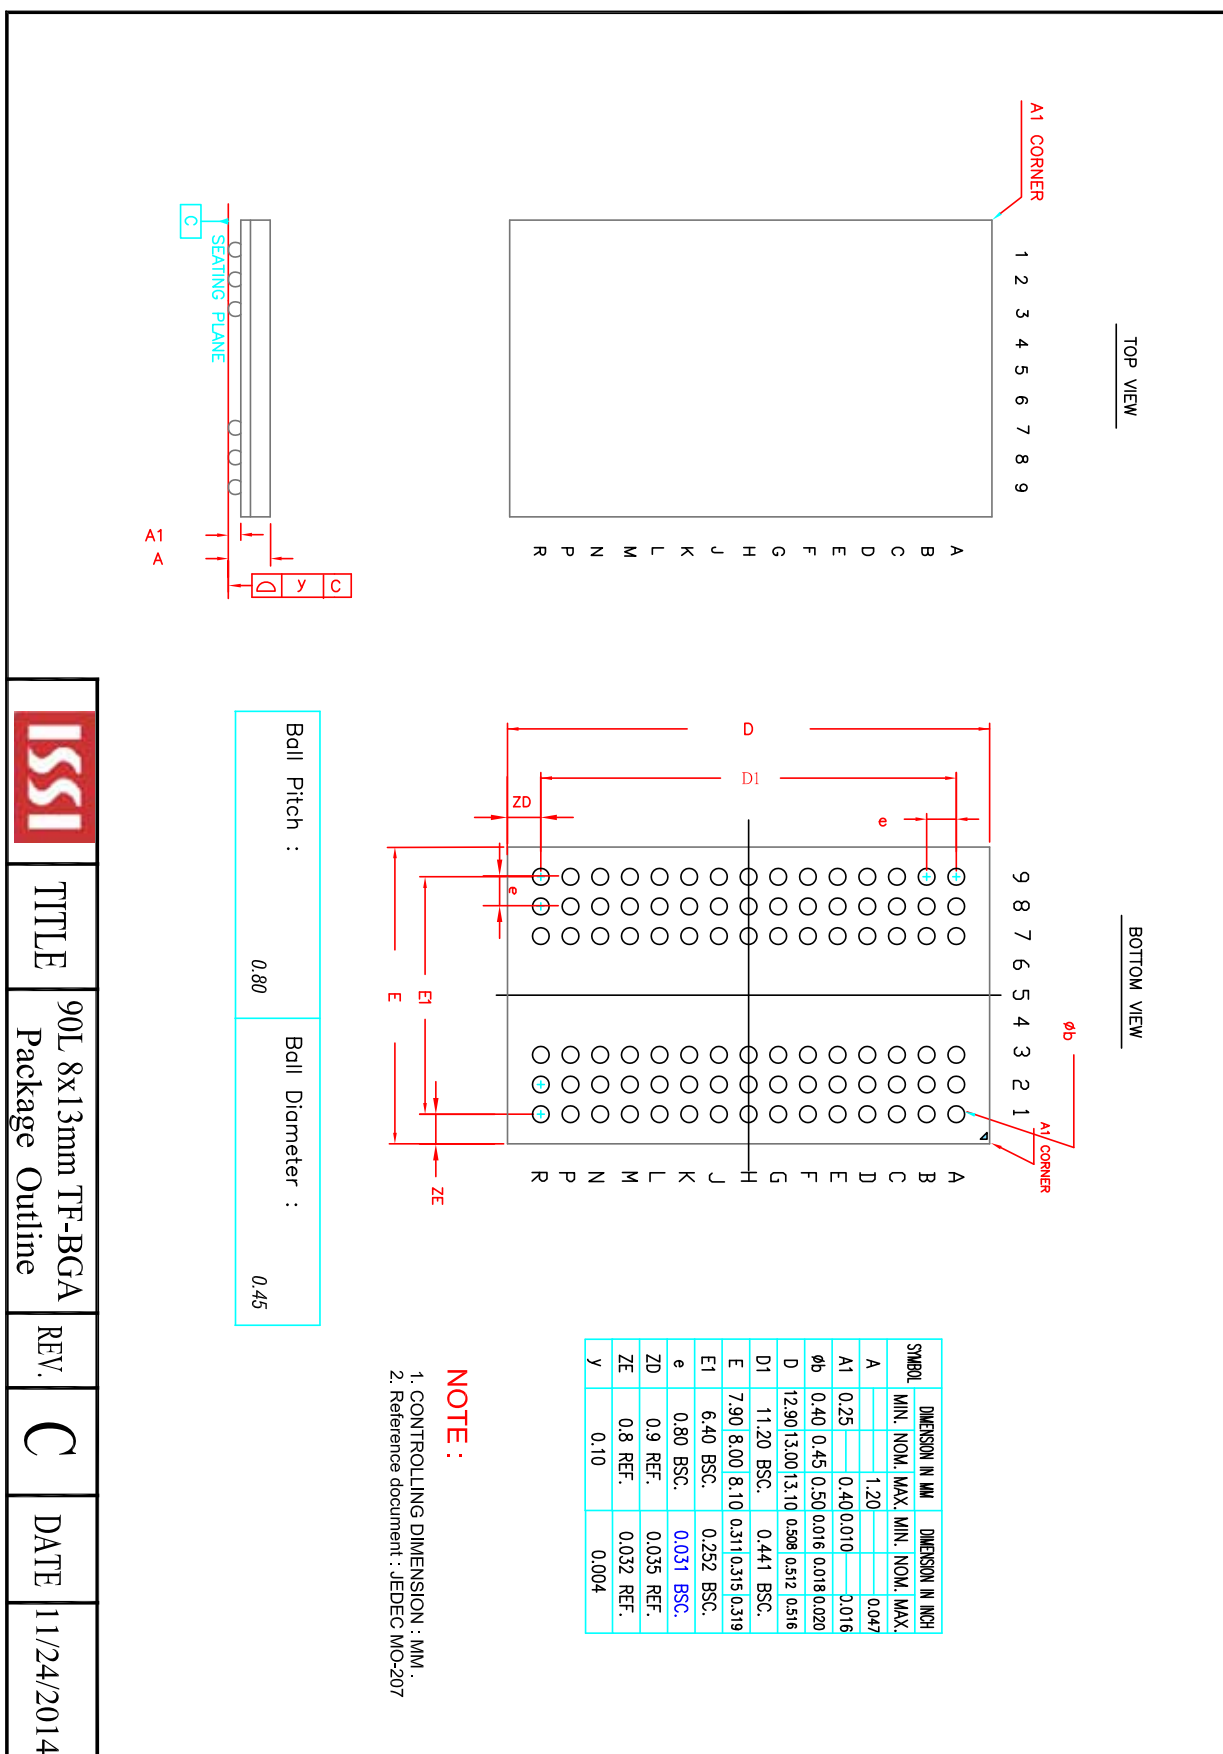 TOP VIEW
A1 CORNER
1 2 3 4 5 6 7 8 9
A
B
C
D
E
F
G
H
J
K
L
M
N
P
R
C
SEATING PLANE
A1
A
y C
BOTTOM VIEW
9 8 7 6 5 4 3 2 1
Øb
A1 CORNER
A
B
C
D
E
F
G
H
J
K
L
M
N
P
R
D
D1
ZD
e
e
E1
E
ZE
SYMBOL DIMENSION IN MM DIMENSION IN INCH
MIN. NOM. MAX. MIN. NOM. MAX.
A 1.20 0.047
A1 0.25 0.40 0.010 0.016
Øb 0.40 0.45 0.50 0.016 0.018 0.020
D 12.90 13.00 13.10 0.508 0.512 0.516
D1 11.20 BSC. 0.441 BSC.
E 7.90 8.00 8.10 0.311 0.315 0.319
E1 6.40 BSC. 0.252 BSC.
e 0.80 BSC. 0.031 BSC.
ZD 0.9 REF. 0.035 REF.
ZE 0.8 REF. 0.032 REF.
y 0.10 0.004
NOTE :
1. CONTROLLING DIMENSION : MM .
2. Reference document : JEDEC MO-207
Ball Pitch : Ball Diameter :
0.80 0.45
ISSI
TITLE
90L 8x13mm TF-BGA
Package Outline
REV.
C
DATE
11/24/2014